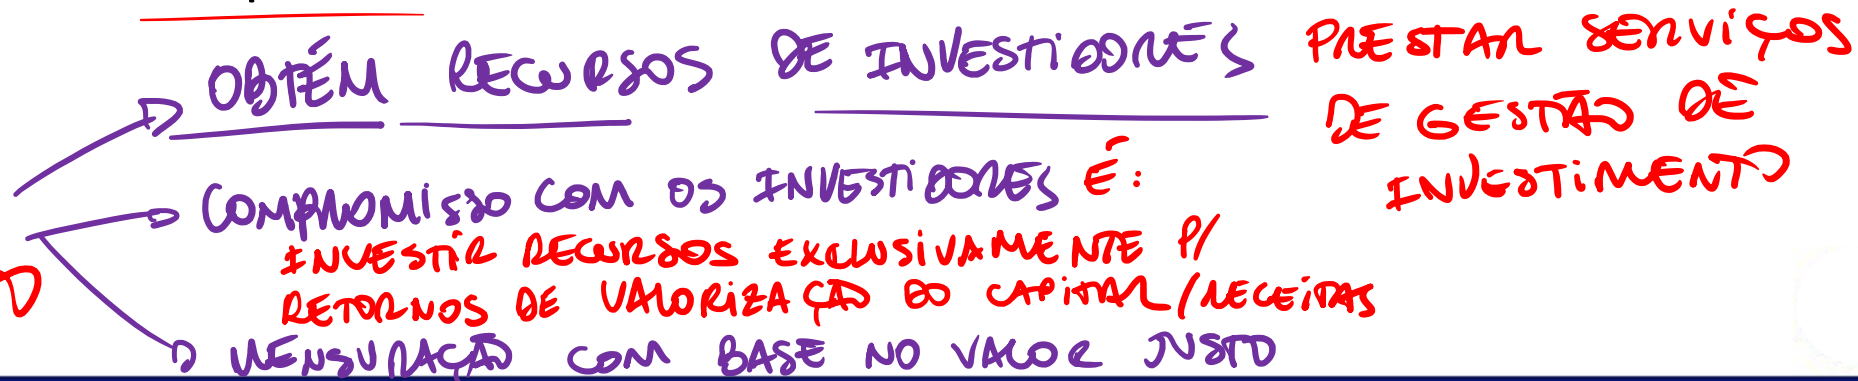 OBTÉM RECURSOS DE INVESTIDORES PRESTAR SERVIÇOS
DE GESTÃO DE
INVESTIMENTO
COMPROMISSO COM OS INVESTIDORES É:
INVESTIR RECURSOS EXCLUSIVAMENTE P/
RETORNOS DE VALORIZAÇÃO DO CAPITAL/RECEITAS
MENSURAÇÃO COM BASE NO VALOR JUSTO